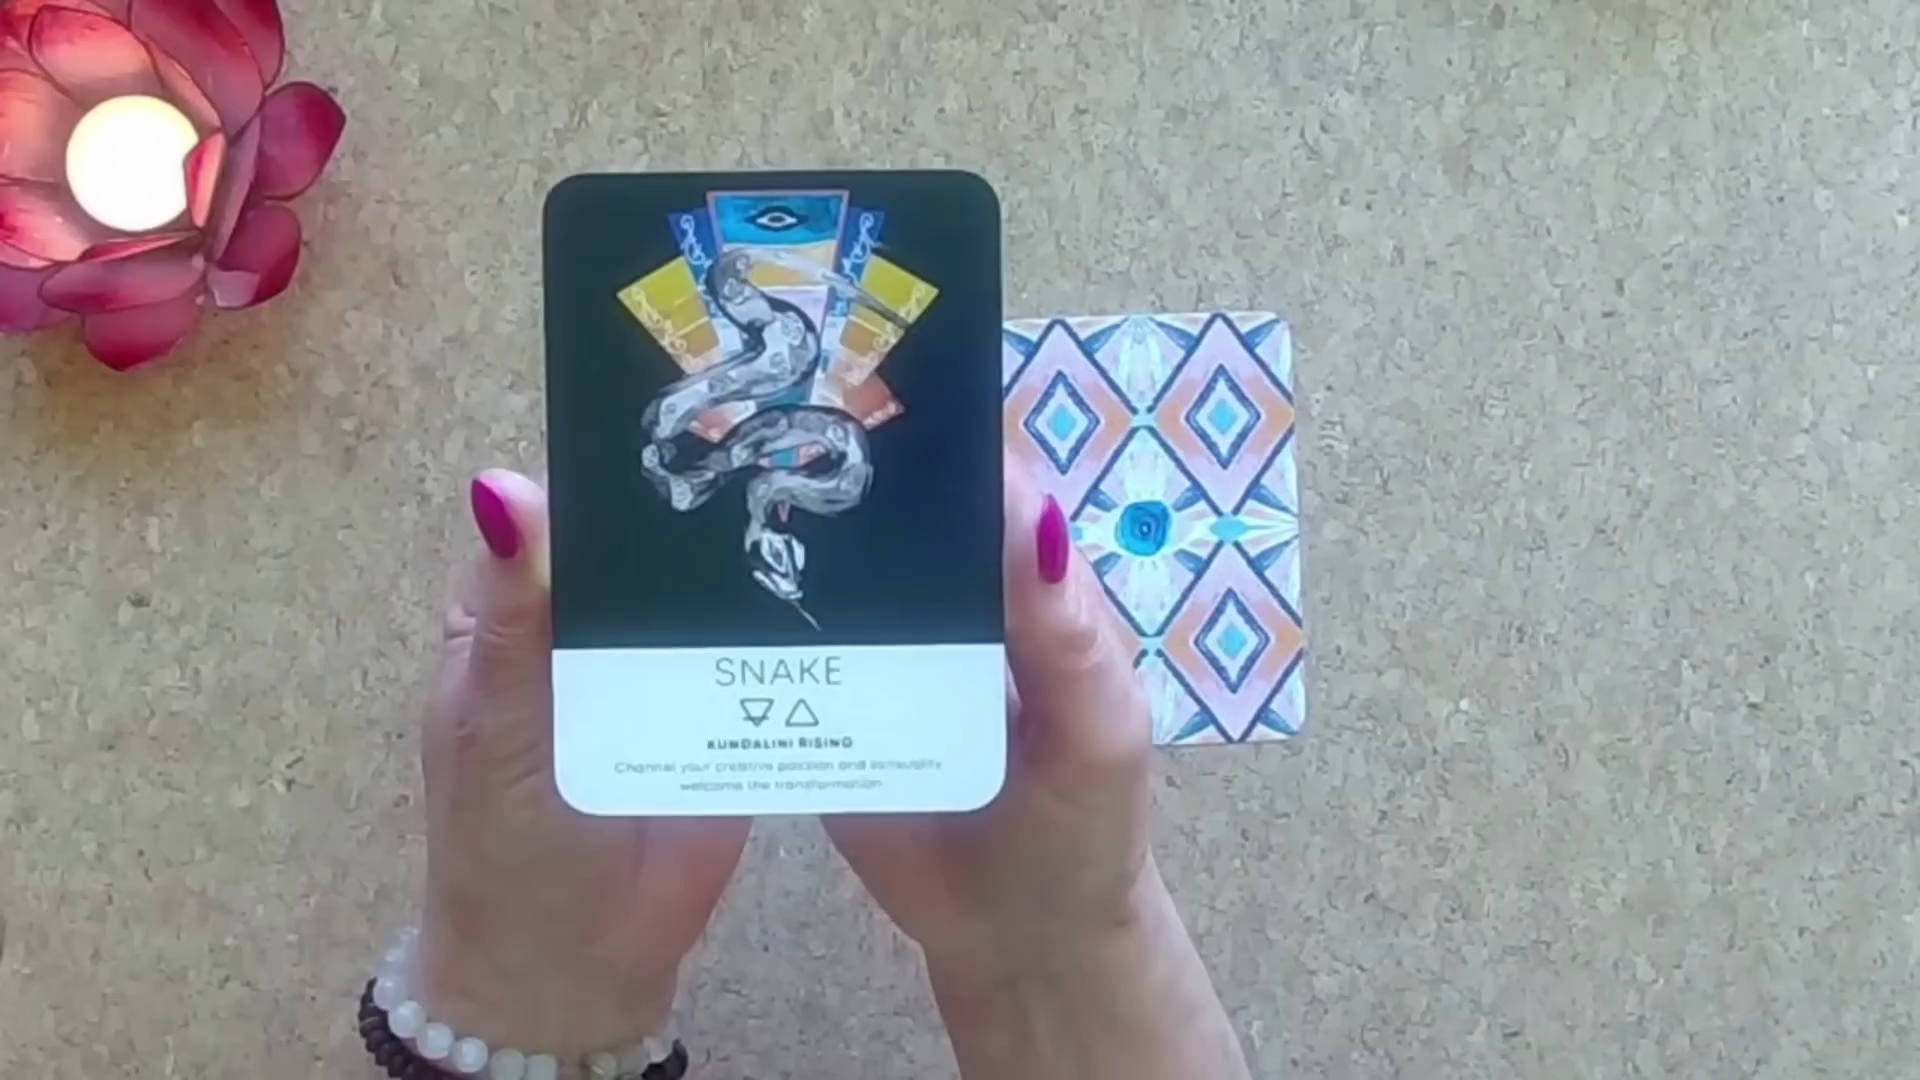 SNAKE
KUNDALINI RISING
Channel your creative passion and sensuality
welcome the transformation